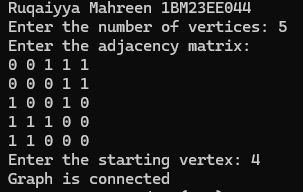 Ruqaiyya Mahreen 1BM23EE044
Enter the number of vertices: 5
Enter the adjacency matrix:
0 0 1 1 1
0 0 0 1 1
1 0 0 1 0
1 1 1 0 0
1 1 0 0 0
Enter the starting vertex: 4
Graph is connected